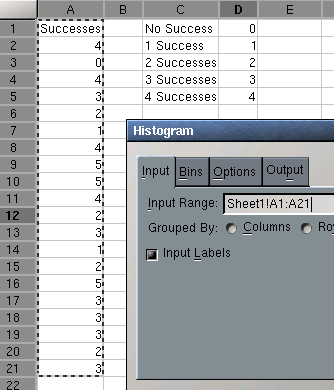 A B C D E
1 Successes No Success 0
2 4 1 Success 1
3 0 2 Successes 2
4 4 3 Successes 3
5 3 4 Successes 4
6 2
7 1
8 4
9 5
10 5
11 4
12 2
13 3
14 1
15 2
16 5
17 3
18 3
19 3
20 2
21 3
22
Histogram
Input Bins Options Output
Input Range: Sheet1!A1:A21
Grouped By: Columns
Input Labels